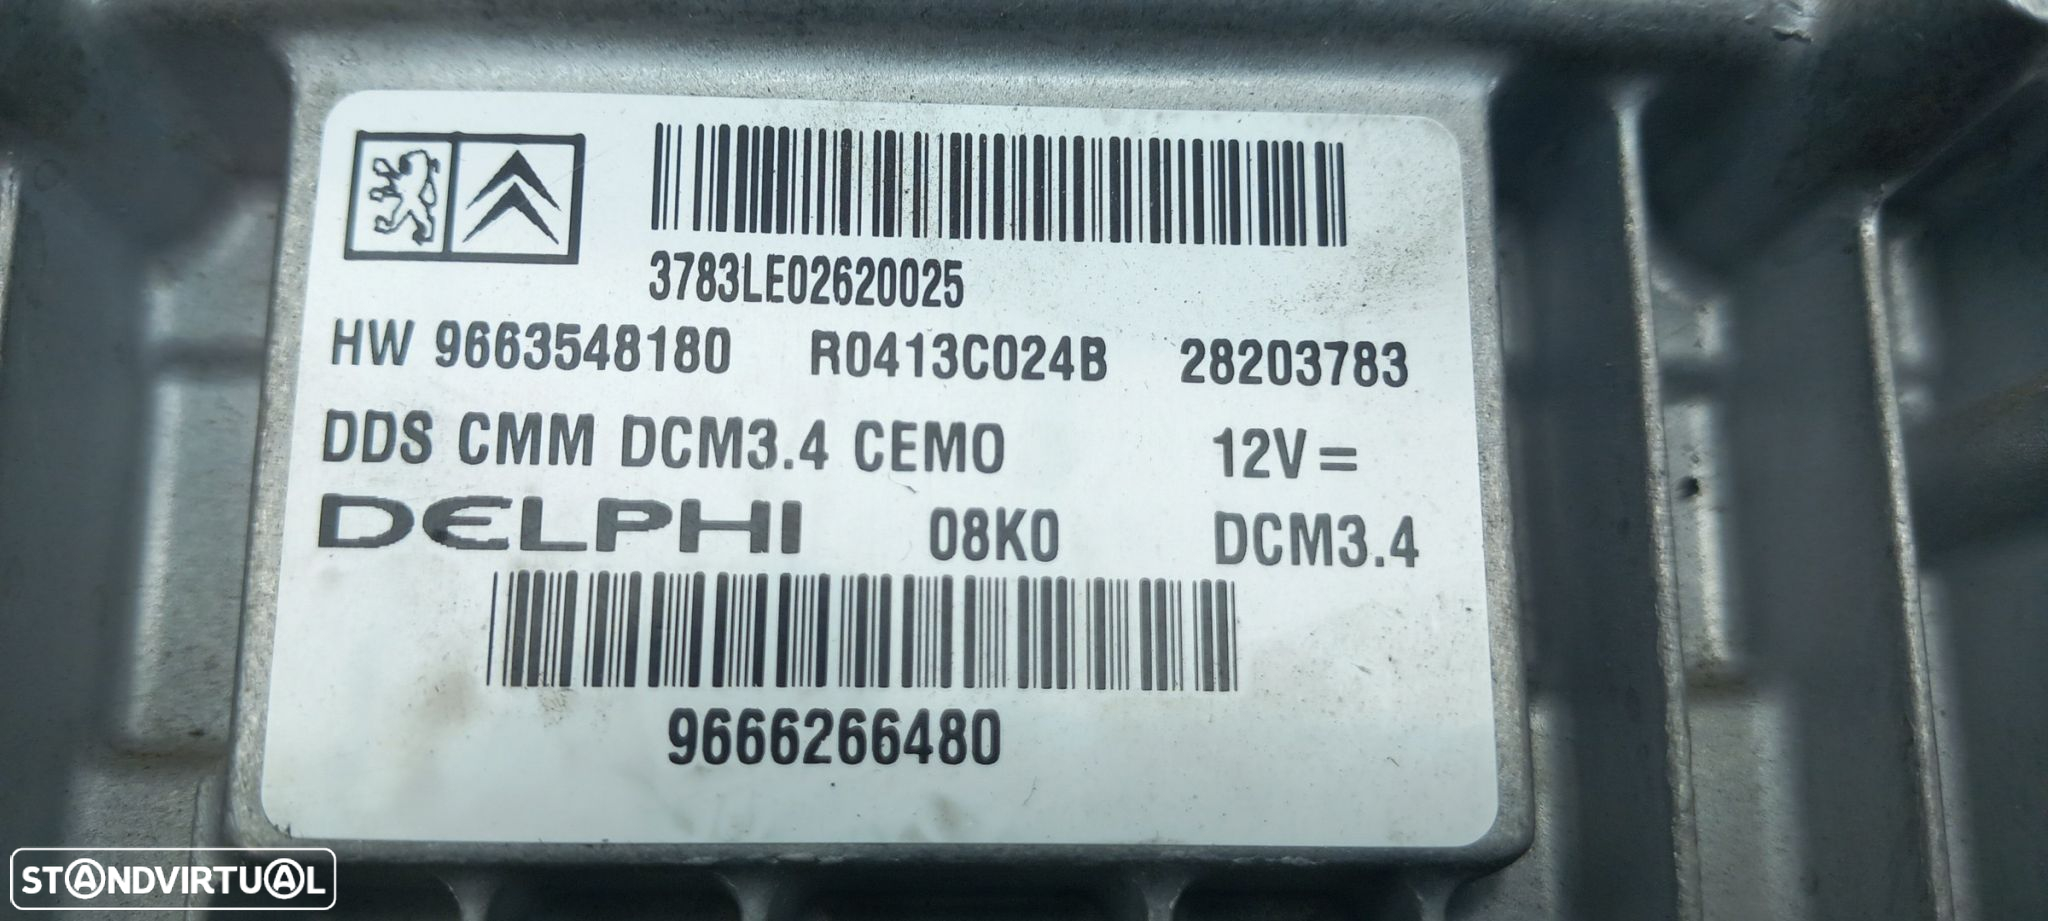 3783LE02620025
HW 9663548180 R0413C024B 28203783
DDS CMM DCM3.4 CEMO 12V=
DELPHI 08K0 DCM3.4
9666266480
STANDVIRTUAL